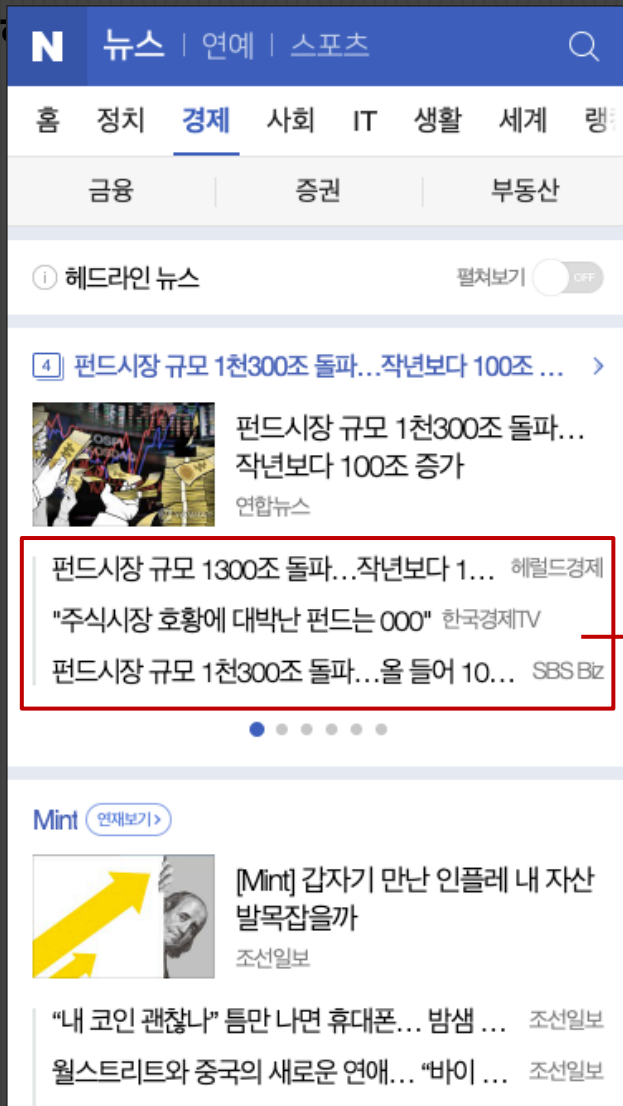 N 뉴스 연예 스포츠
홈 정치 경제 사회 IT 생활 세계 랭
금융 증권 부동산
헤드라인 뉴스 펼쳐보기 OFF
4 펀드시장 규모 1천300조 돌파…작년보다 100조 …
펀드시장 규모 1천300조 돌파…
작년보다 100조 증가
연합뉴스
펀드시장 규모 1300조 돌파…작년보다 1… 헤럴드경제
"주식시장 호황에 대박난 펀드는 000" 한국경제TV
펀드시장 규모 1천300조 돌파…올 들어 10… SBS Biz
Mint 연재보기
[Mint] 갑자기 만난 인플레 내 자산
발목잡을까
조선일보
“내 코인 괜찮나” 틈만 나면 휴대폰… 밤샘 … 조선일보
월스트리트와 중국의 새로운 연애… “바이 … 조선일보